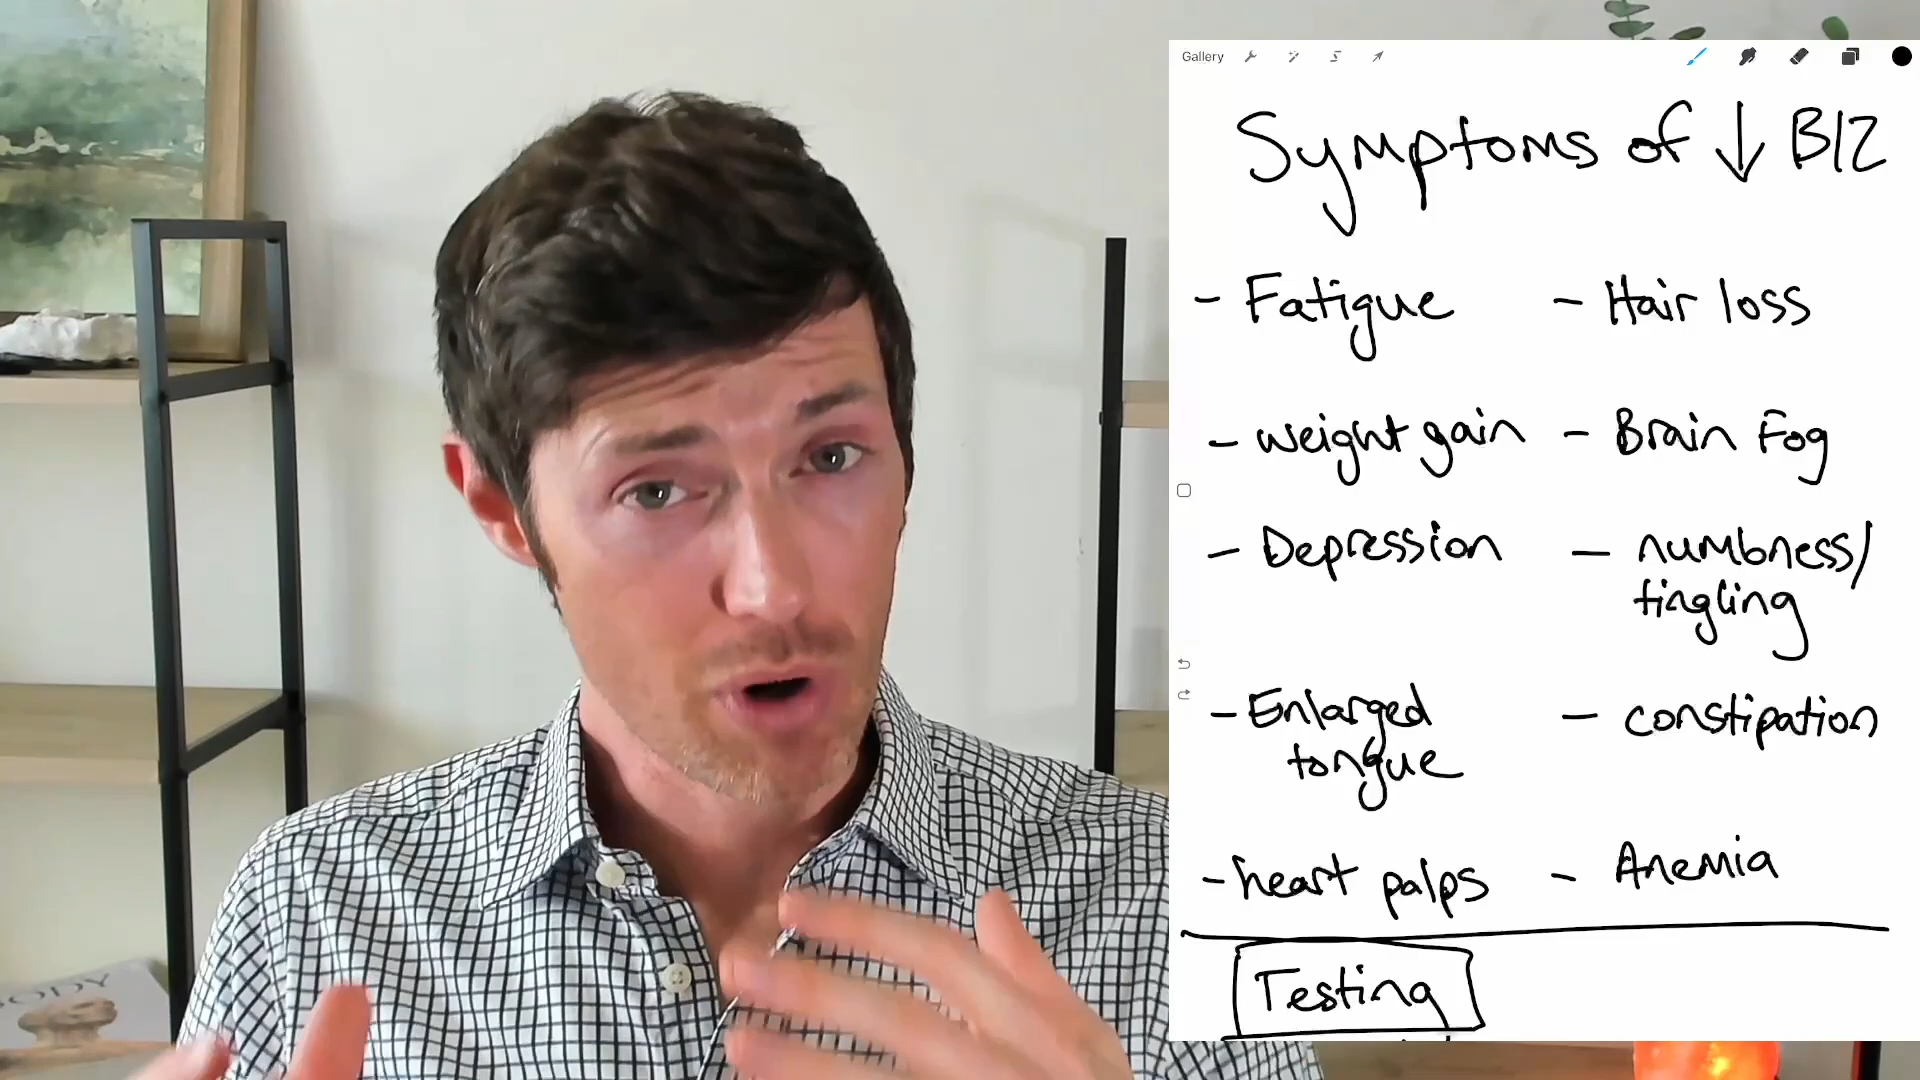 Gallery
Symptoms of ↓ B12
- Fatigue
- Hair loss
- weight gain
- Brain Fog
- Depression
- numbness/
tingling
- Enlarged
tongue
- constipation
- heart palps
- Anemia
Testing
BODY